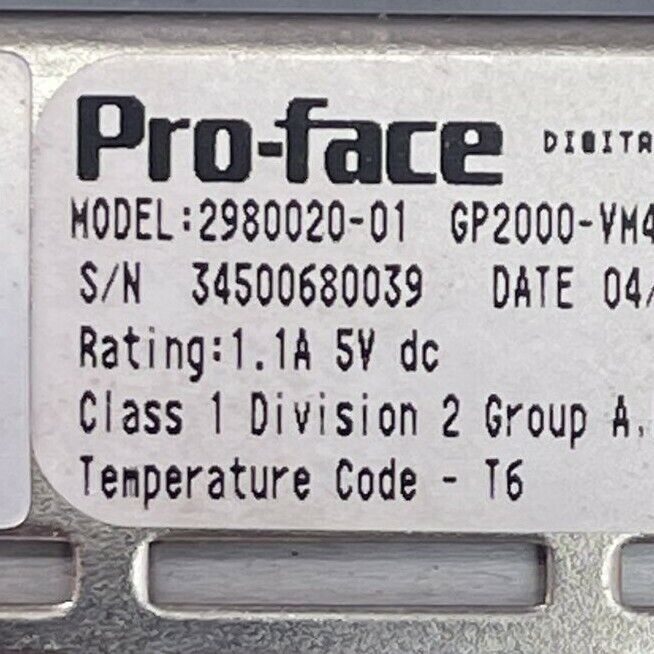 Pro-face DIGITA
MODEL:2980020-01 GP2000-VM4
S/N 34500680039 DATE 04/
Rating:1.1A 5V dc
Class 1 Division 2 Group A,
Temperature Code - T6